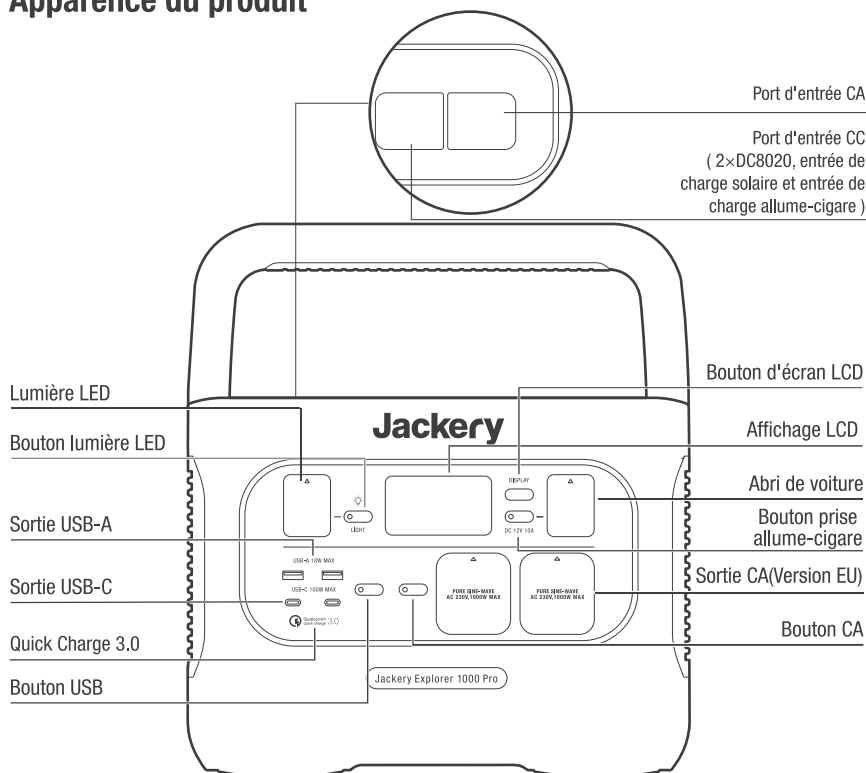 Apparence du produit
Port d'entrée CA
Port d'entrée CC
( 2×DC8020, entrée de
charge solaire et entrée de
charge allume-cigare )
Lumière LED
Bouton lumière LED
Sortie USB-A
Sortie USB-C
Quick Charge 3.0
Bouton USB
Jackery
LIGHT
DISPLAY
DC 12V 10A
USB-A 18W MAX
USB-C 100W MAX
Qualcomm
quick charge 3.0
PURE SINE-WAVE
AC 230V,1000W MAX
PURE SINE-WAVE
AC 230V,1000W MAX
Jackery Explorer 1000 Pro
Bouton d'écran LCD
Affichage LCD
Abri de voiture
Bouton prise
allume-cigare
Sortie CA(Version EU)
Bouton CA